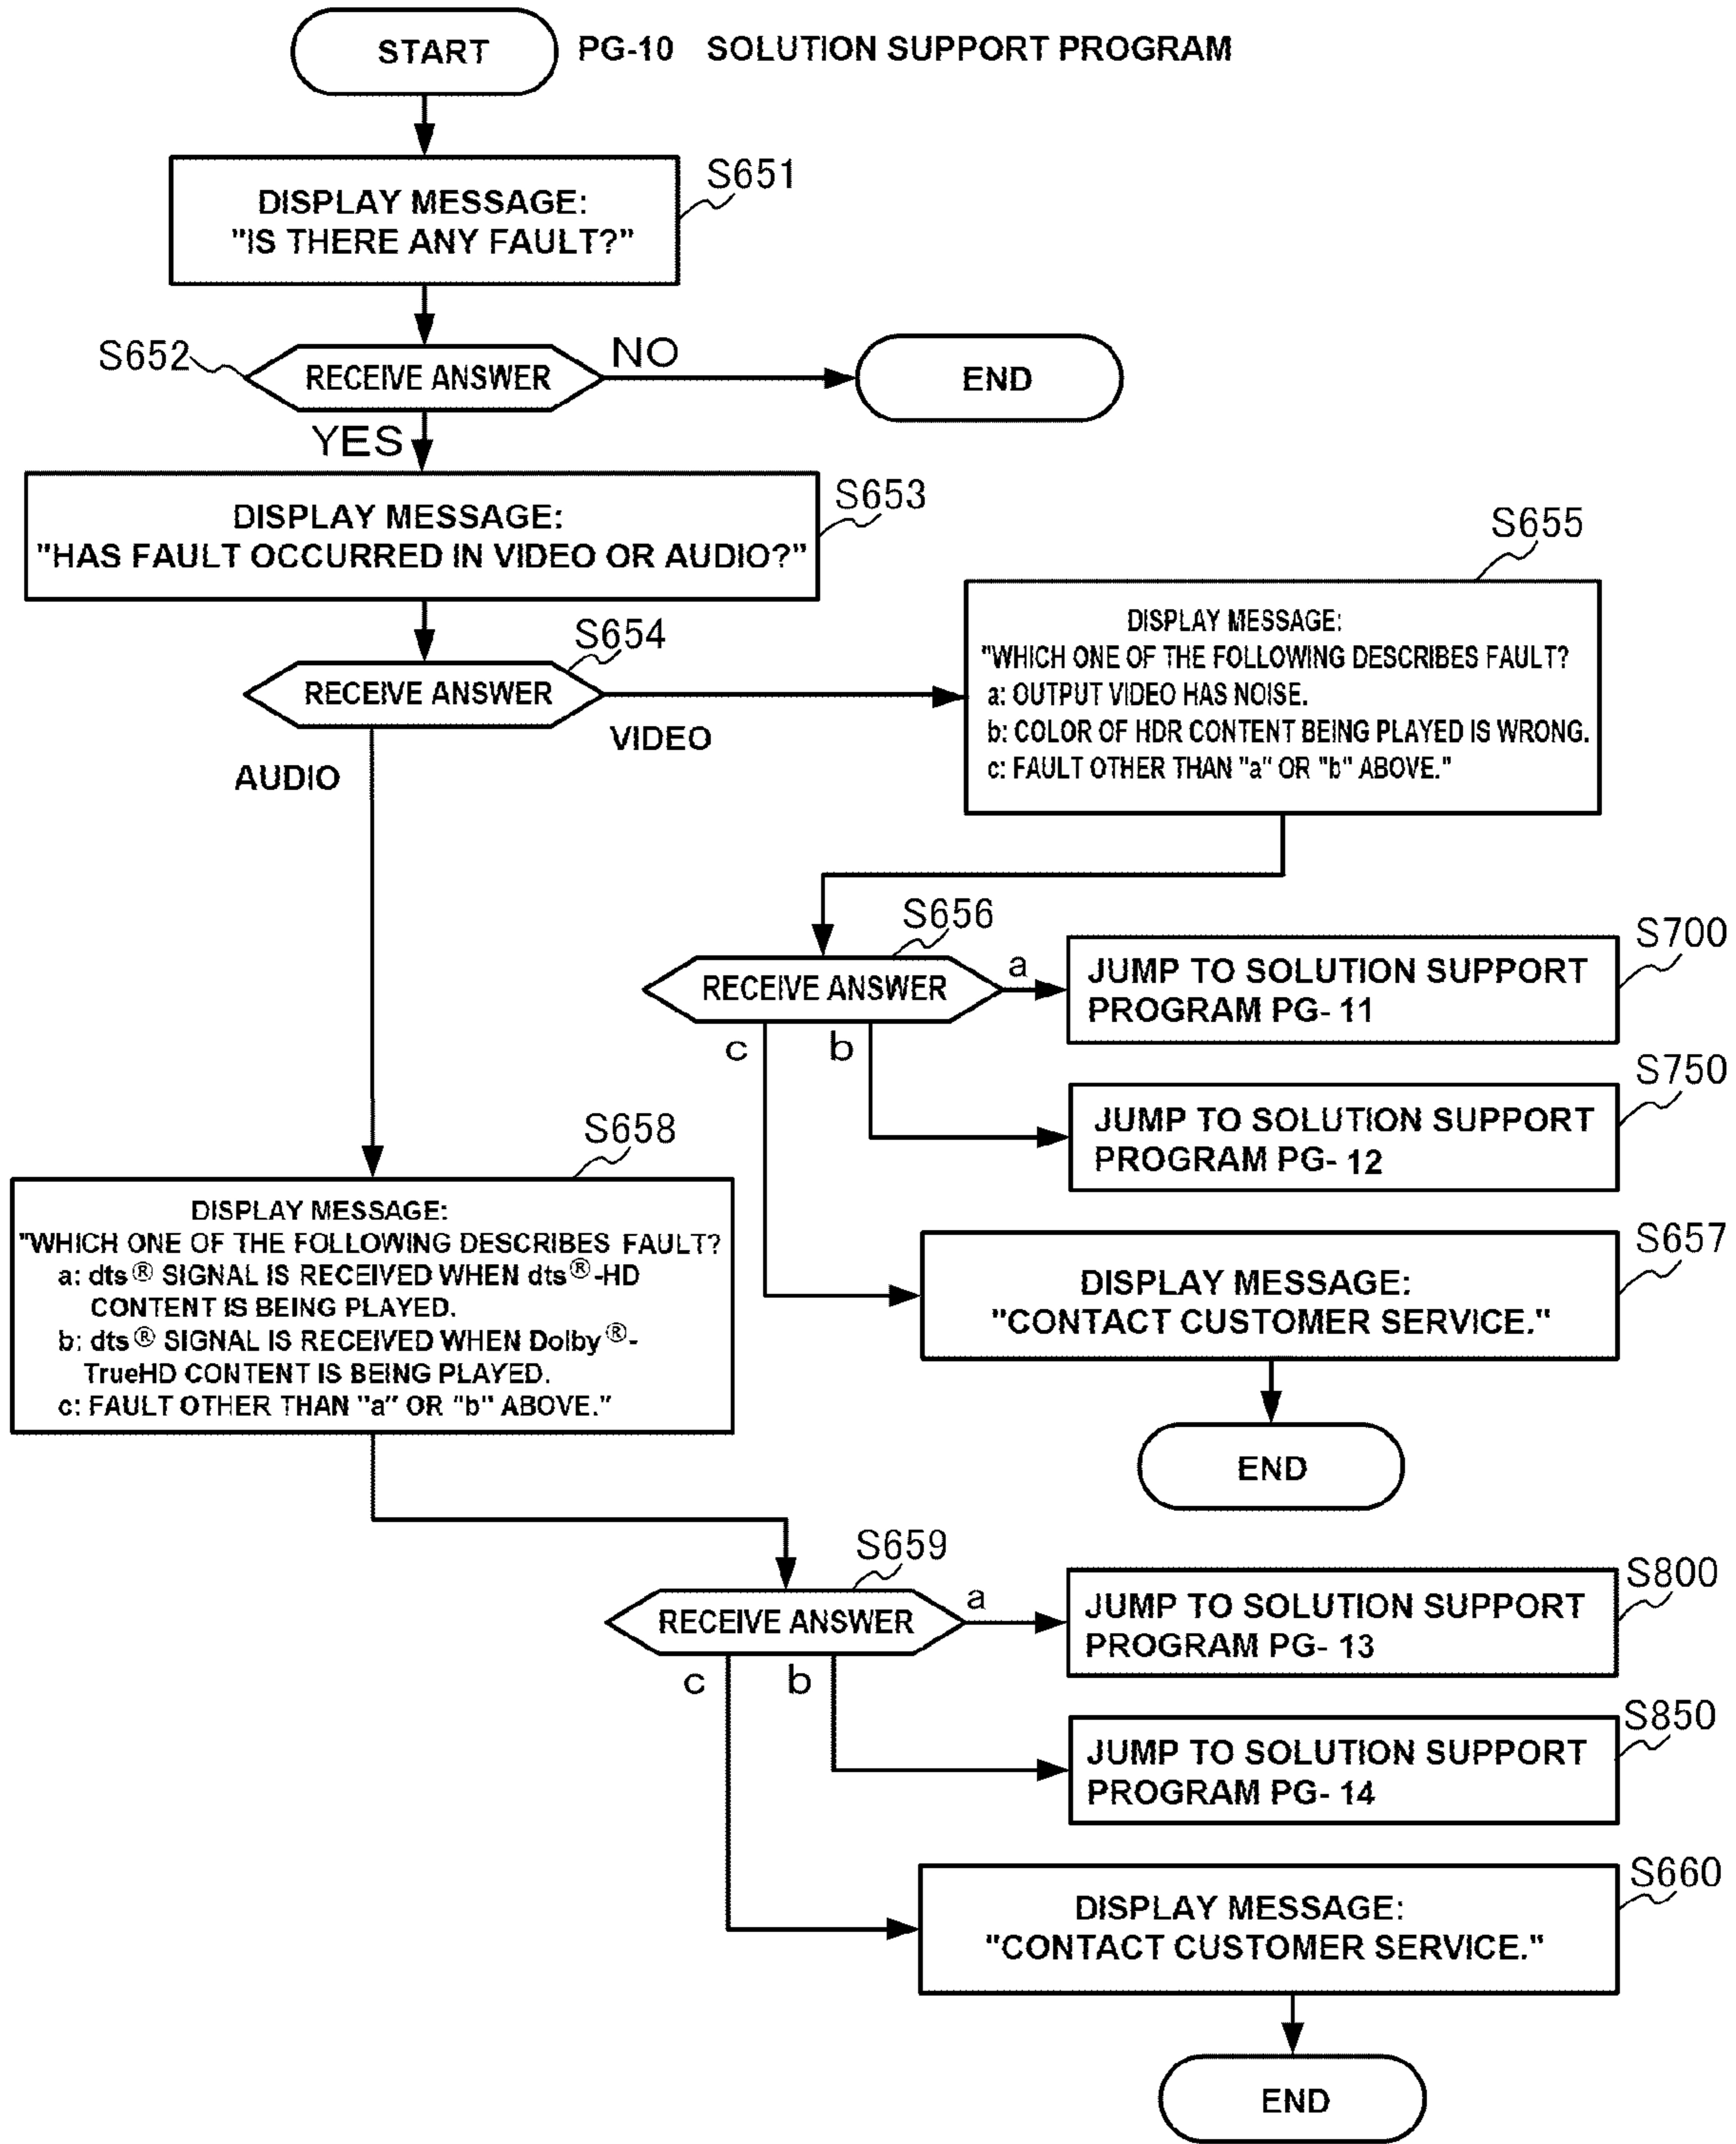 START
PG-10 SOLUTION SUPPORT PROGRAM
S651
DISPLAY MESSAGE:
"IS THERE ANY FAULT?"
S652
RECEIVE ANSWER
NO
END
YES
S653
DISPLAY MESSAGE:
"HAS FAULT OCCURRED IN VIDEO OR AUDIO?"
S654
RECEIVE ANSWER
VIDEO
AUDIO
S655
DISPLAY MESSAGE:
"WHICH ONE OF THE FOLLOWING DESCRIBES FAULT?
a: OUTPUT VIDEO HAS NOISE.
b: COLOR OF HDR CONTENT BEING PLAYED IS WRONG.
c: FAULT OTHER THAN "a" OR "b" ABOVE."
S656
RECEIVE ANSWER
a
b
c
S700
JUMP TO SOLUTION SUPPORT
PROGRAM PG- 11
S750
JUMP TO SOLUTION SUPPORT
PROGRAM PG- 12
S657
DISPLAY MESSAGE:
"CONTACT CUSTOMER SERVICE."
END
S658
DISPLAY MESSAGE:
"WHICH ONE OF THE FOLLOWING DESCRIBES FAULT?
a: dts® SIGNAL IS RECEIVED WHEN dts®-HD
CONTENT IS BEING PLAYED.
b: dts® SIGNAL IS RECEIVED WHEN Dolby®-
TrueHD CONTENT IS BEING PLAYED.
c: FAULT OTHER THAN "a" OR "b" ABOVE."
S659
RECEIVE ANSWER
a
b
c
S800
JUMP TO SOLUTION SUPPORT
PROGRAM PG- 13
S850
JUMP TO SOLUTION SUPPORT
PROGRAM PG- 14
S660
DISPLAY MESSAGE:
"CONTACT CUSTOMER SERVICE."
END